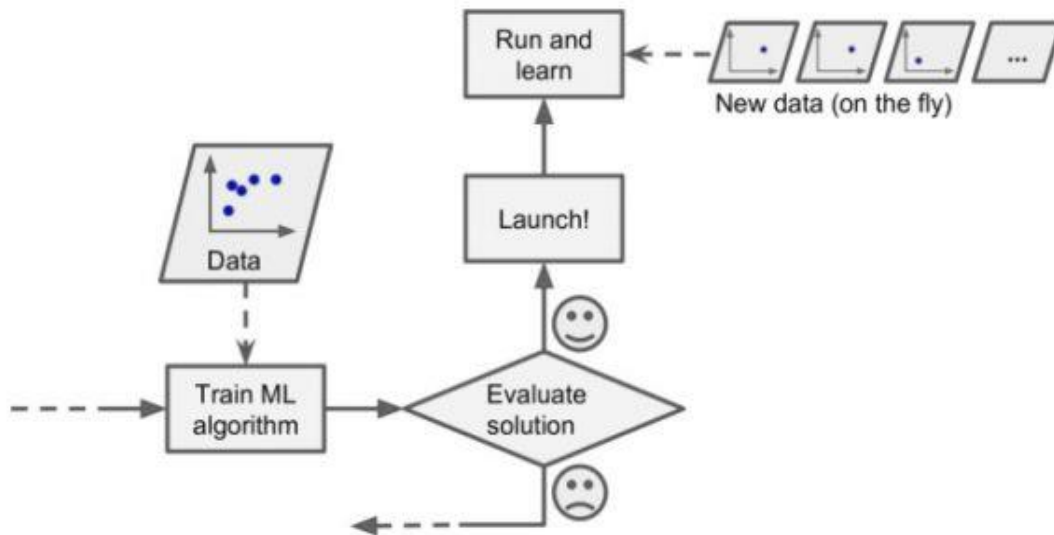 Run and
learn
...
New data (on the fly)
Launch!
Data
Train ML
algorithm
Evaluate
solution